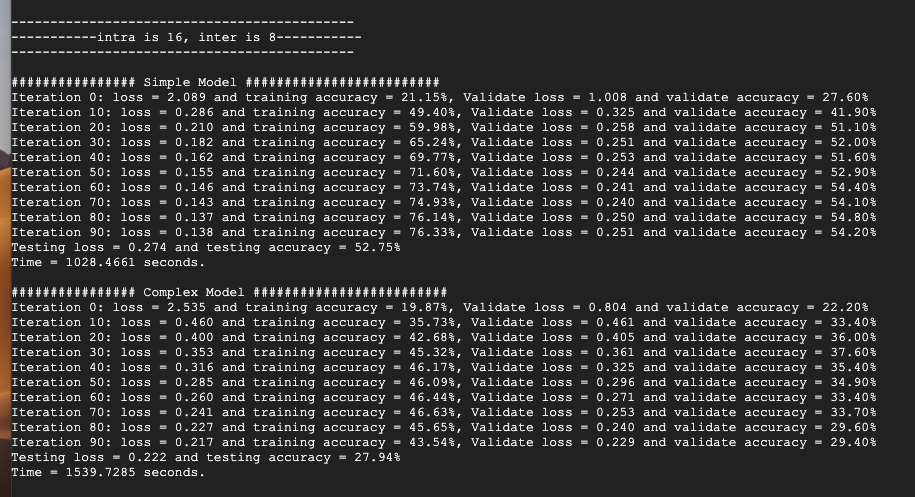 --------------------------------------------
-----------intra is 16, inter is 8-----------
--------------------------------------------
################ Simple Model #########################
Iteration 0: loss = 2.089 and training accuracy = 21.15%, Validate loss = 1.008 and validate accuracy = 27.60%
Iteration 10: loss = 0.286 and training accuracy = 49.40%, Validate loss = 0.325 and validate accuracy = 41.90%
Iteration 20: loss = 0.210 and training accuracy = 59.98%, Validate loss = 0.258 and validate accuracy = 51.10%
Iteration 30: loss = 0.182 and training accuracy = 65.24%, Validate loss = 0.251 and validate accuracy = 52.00%
Iteration 40: loss = 0.162 and training accuracy = 69.77%, Validate loss = 0.253 and validate accuracy = 51.60%
Iteration 50: loss = 0.155 and training accuracy = 71.60%, Validate loss = 0.244 and validate accuracy = 52.90%
Iteration 60: loss = 0.146 and training accuracy = 73.74%, Validate loss = 0.241 and validate accuracy = 54.40%
Iteration 70: loss = 0.143 and training accuracy = 74.93%, Validate loss = 0.240 and validate accuracy = 54.10%
Iteration 80: loss = 0.137 and training accuracy = 76.14%, Validate loss = 0.250 and validate accuracy = 54.80%
Iteration 90: loss = 0.138 and training accuracy = 76.33%, Validate loss = 0.251 and validate accuracy = 54.20%
Testing loss = 0.274 and testing accuracy = 52.75%
Time = 1028.4661 seconds.
################ Complex Model #########################
Iteration 0: loss = 2.535 and training accuracy = 19.87%, Validate loss = 0.804 and validate accuracy = 22.20%
Iteration 10: loss = 0.460 and training accuracy = 35.73%, Validate loss = 0.461 and validate accuracy = 33.40%
Iteration 20: loss = 0.400 and training accuracy = 42.68%, Validate loss = 0.405 and validate accuracy = 36.00%
Iteration 30: loss = 0.353 and training accuracy = 45.32%, Validate loss = 0.361 and validate accuracy = 37.60%
Iteration 40: loss = 0.316 and training accuracy = 46.17%, Validate loss = 0.325 and validate accuracy = 35.40%
Iteration 50: loss = 0.285 and training accuracy = 46.09%, Validate loss = 0.296 and validate accuracy = 34.90%
Iteration 60: loss = 0.260 and training accuracy = 46.44%, Validate loss = 0.271 and validate accuracy = 33.40%
Iteration 70: loss = 0.241 and training accuracy = 46.63%, Validate loss = 0.253 and validate accuracy = 33.70%
Iteration 80: loss = 0.227 and training accuracy = 45.65%, Validate loss = 0.240 and validate accuracy = 29.60%
Iteration 90: loss = 0.217 and training accuracy = 43.54%, Validate loss = 0.229 and validate accuracy = 29.40%
Testing loss = 0.222 and testing accuracy = 27.94%
Time = 1539.7285 seconds.